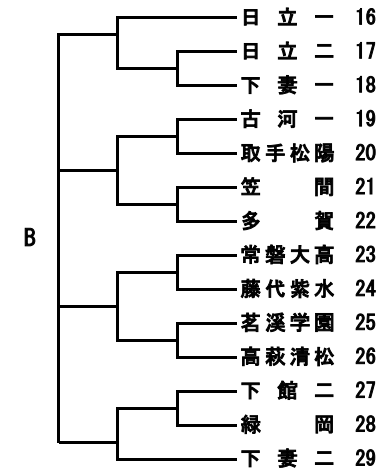 日立一 16
日立二 17
下妻一 18
古河一 19
取手松陽 20
笠間 21
多賀 22
B
常磐大高 23
藤代紫水 24
茗溪学園 25
高萩清松 26
下館二 27
緑岡 28
下妻二 29